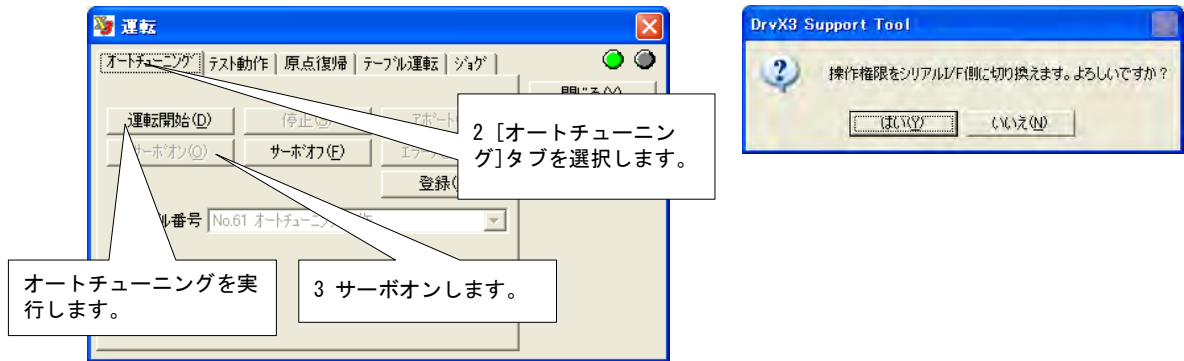 運転
オートチューニング テスト動作 原点復帰 テーブル運転 ジョグ
閉じる(X)
運転開始(D) 停止 アボート
サーボオン(O) サーボオフ(F)
登録(
番号 No.61 オートチューニング
2 [オートチューニン
グ]タブを選択します。
オートチューニングを実
行します。
3 サーボオンします。
DrvX3 Support Tool
操作権限をシリアルI/F側に切り換えます。よろしいですか？
はい(Y) いいえ(N)